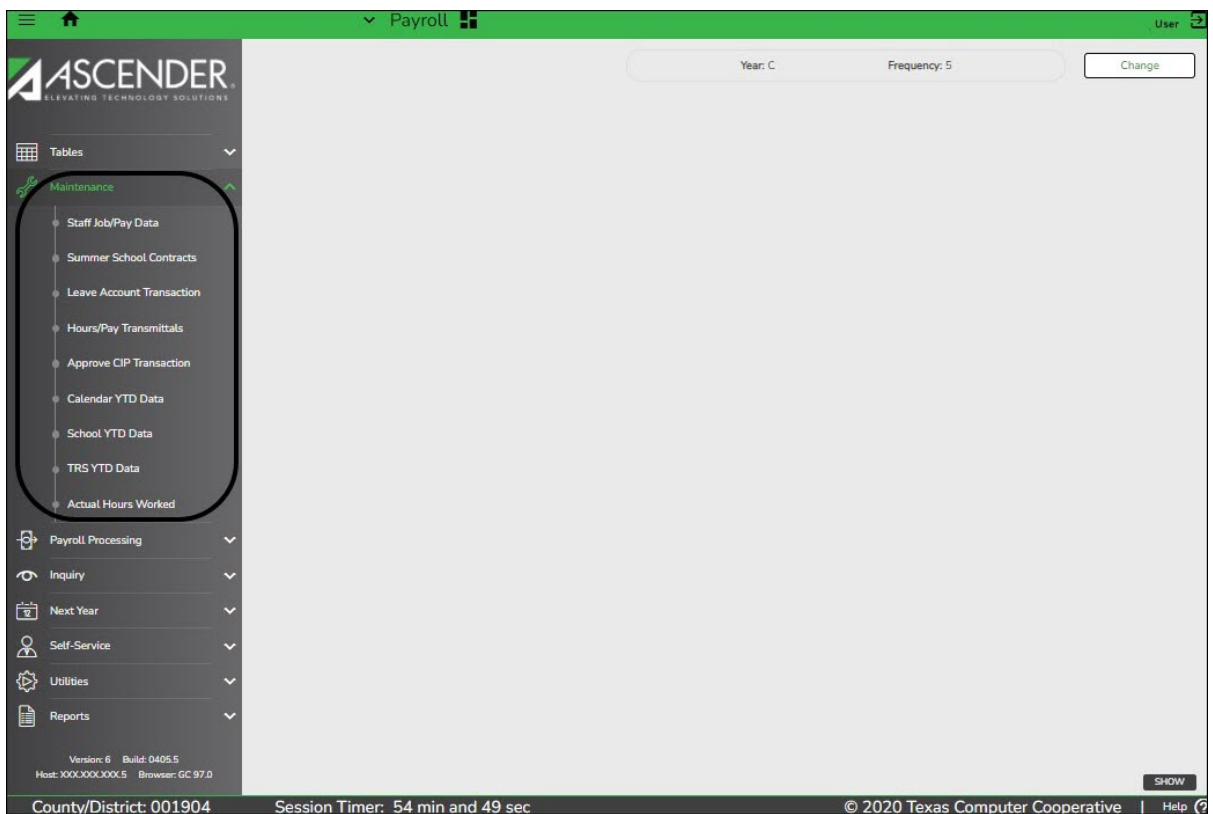 Payroll
User
ASCENDER®
ELEVATING TECHNOLOGY SOLUTIONS
Year: C Frequency: 5 Change
Tables
Maintenance
Staff Job/Pay Data
Summer School Contracts
Leave Account Transaction
Hours/Pay Transmittals
Approve CIP Transaction
Calendar YTD Data
School YTD Data
TRS YTD Data
Actual Hours Worked
Payroll Processing
Inquiry
12
Next Year
Self-Service
Utilities
Reports
Version: 6 Build: 0405.5
Host: XXX.XXX.XXX.5 Browser: GC 97.0
SHOW
County/District: 001904 Session Timer: 54 min and 49 sec © 2020 Texas Computer Cooperative | Help ?